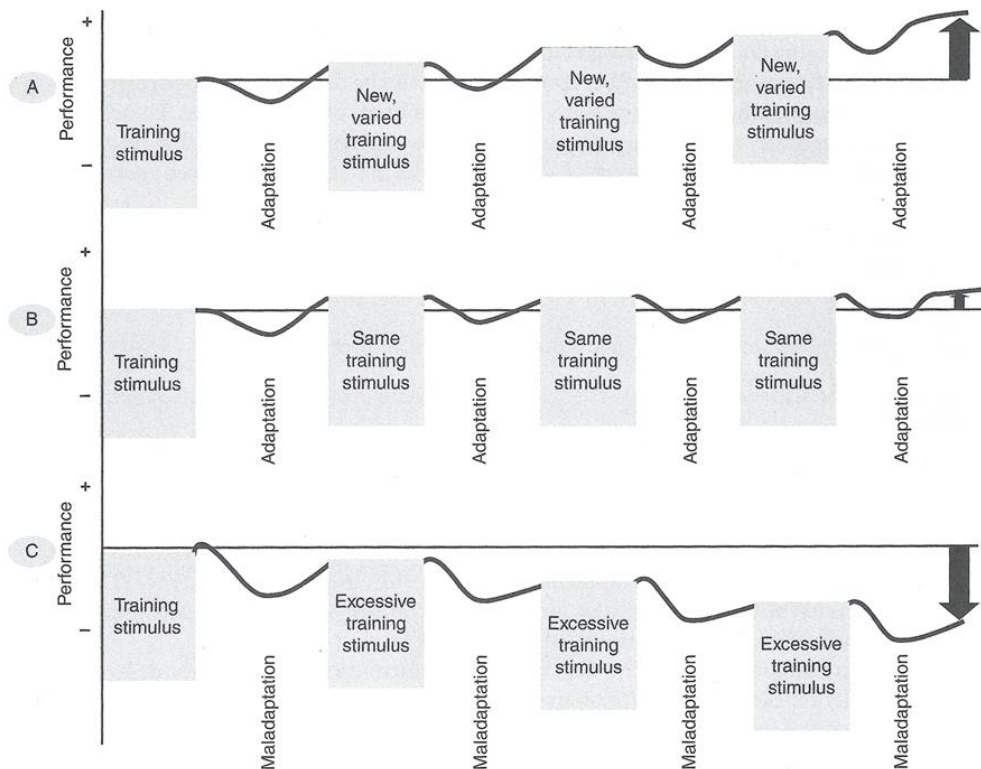 +
A
Performance
−
Training
stimulus
Adaptation
New,
varied
training
stimulus
Adaptation
New,
varied
training
stimulus
Adaptation
New,
varied
training
stimulus
Adaptation
+
B
Performance
−
Training
stimulus
Adaptation
Same
training
stimulus
Adaptation
Same
training
stimulus
Adaptation
Same
training
stimulus
Adaptation
+
C
Performance
−
Training
stimulus
Maladaptation
Excessive
training
stimulus
Maladaptation
Excessive
training
stimulus
Maladaptation
Excessive
training
stimulus
Maladaptation